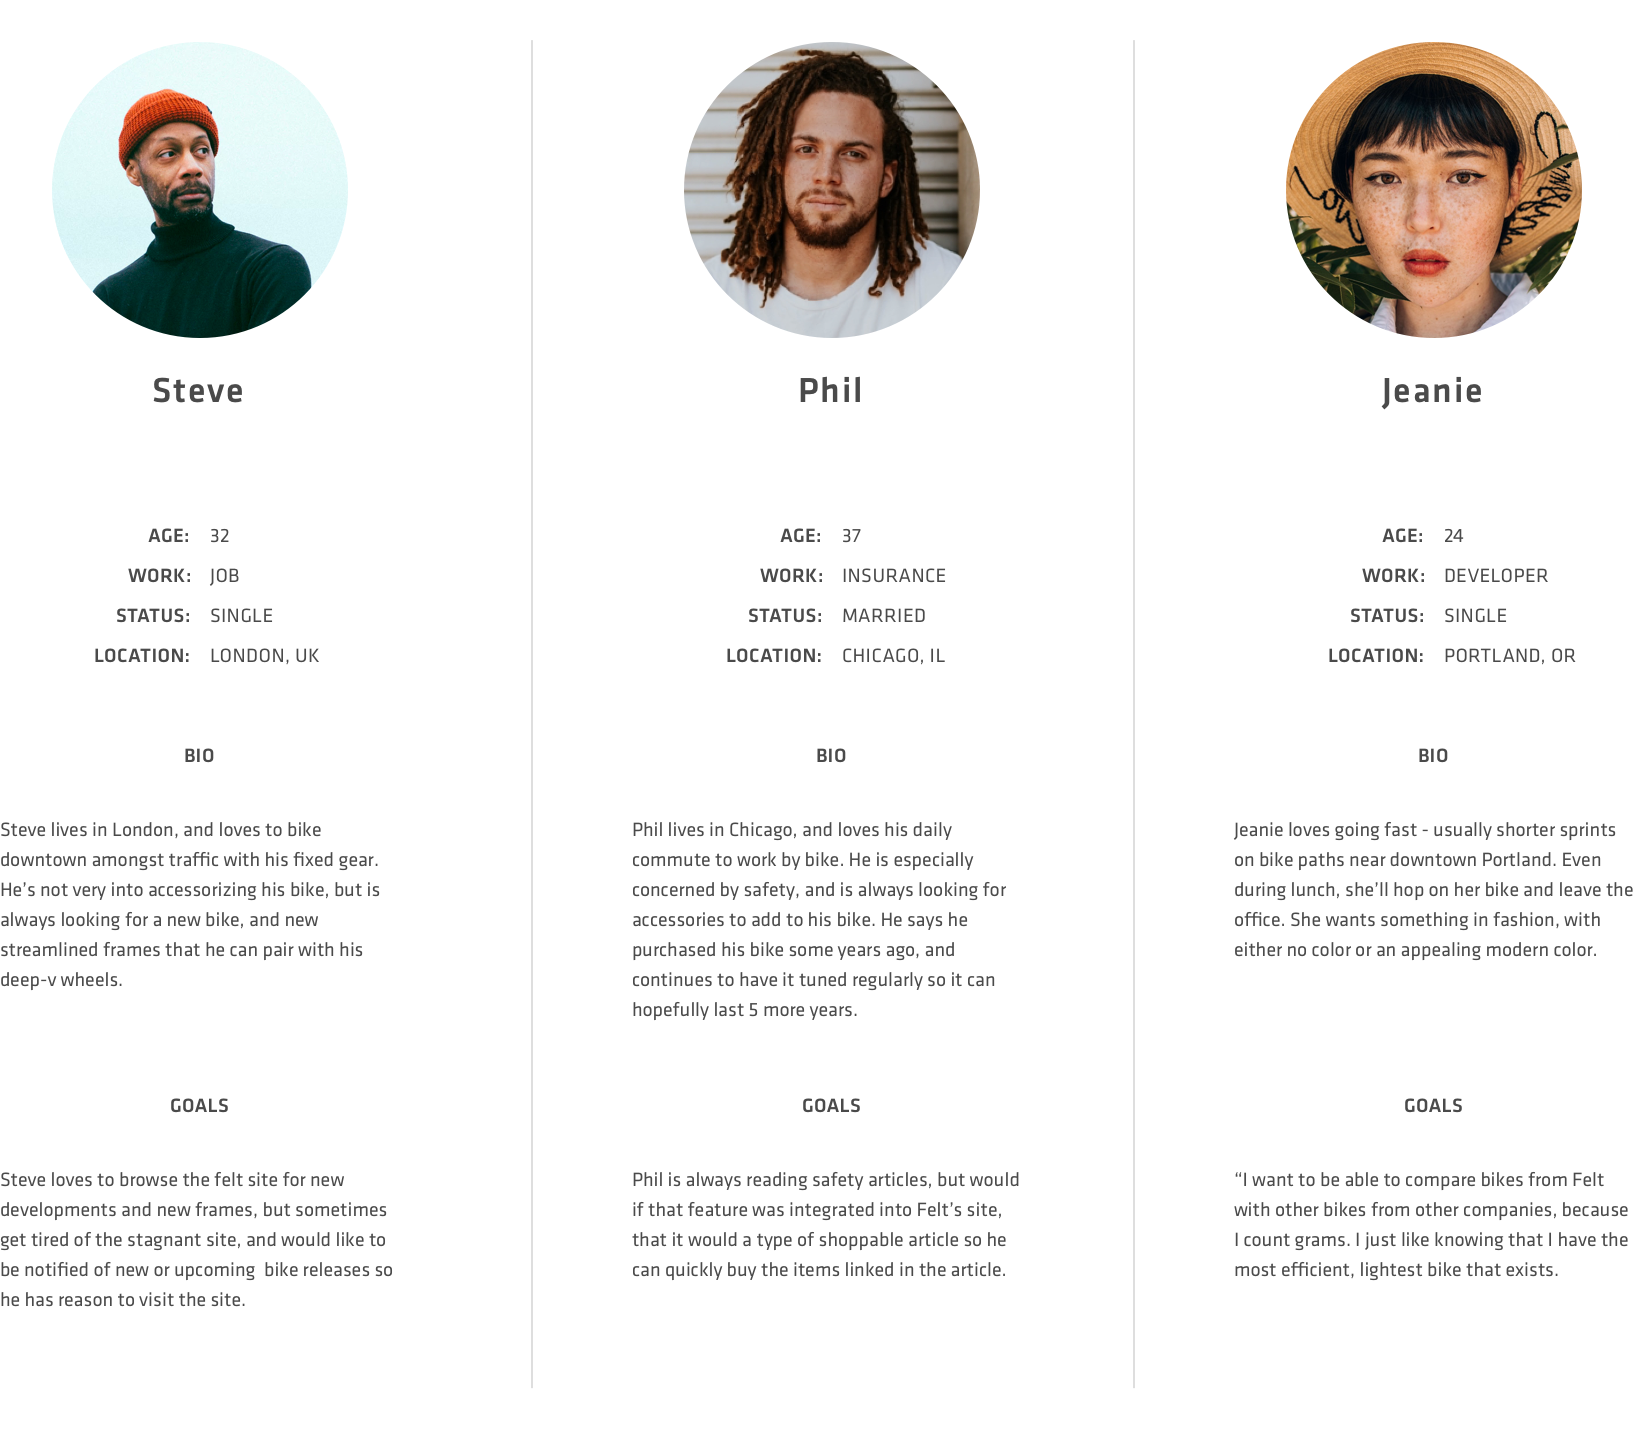 Steve
AGE: 32
WORK: JOB
STATUS: SINGLE
LOCATION: LONDON, UK
BIO
Steve lives in London, and loves to bike
downtown amongst traffic with his fixed gear.
He’s not very into accessorizing his bike, but is
always looking for a new bike, and new
streamlined frames that he can pair with his
deep-v wheels.
GOALS
Steve loves to browse the felt site for new
developments and new frames, but sometimes
get tired of the stagnant site, and would like to
be notified of new or upcoming  bike releases so
he has reason to visit the site.
Phil
AGE: 37
WORK: INSURANCE
STATUS: MARRIED
LOCATION: CHICAGO, IL
BIO
Phil lives in Chicago, and loves his daily
commute to work by bike. He is especially
concerned by safety, and is always looking for
accessories to add to his bike. He says he
purchased his bike some years ago, and
continues to have it tuned regularly so it can
hopefully last 5 more years.
GOALS
Phil is always reading safety articles, but would
if that feature was integrated into Felt’s site,
that it would a type of shoppable article so he
can quickly buy the items linked in the article.
Jeanie
AGE: 24
WORK: DEVELOPER
STATUS: SINGLE
LOCATION: PORTLAND, OR
BIO
Jeanie loves going fast - usually shorter sprints
on bike paths near downtown Portland. Even
during lunch, she’ll hop on her bike and leave the
office. She wants something in fashion, with
either no color or an appealing modern color.
GOALS
“I want to be able to compare bikes from Felt
with other bikes from other companies, because
I count grams. I just like knowing that I have the
most efficient, lightest bike that exists.